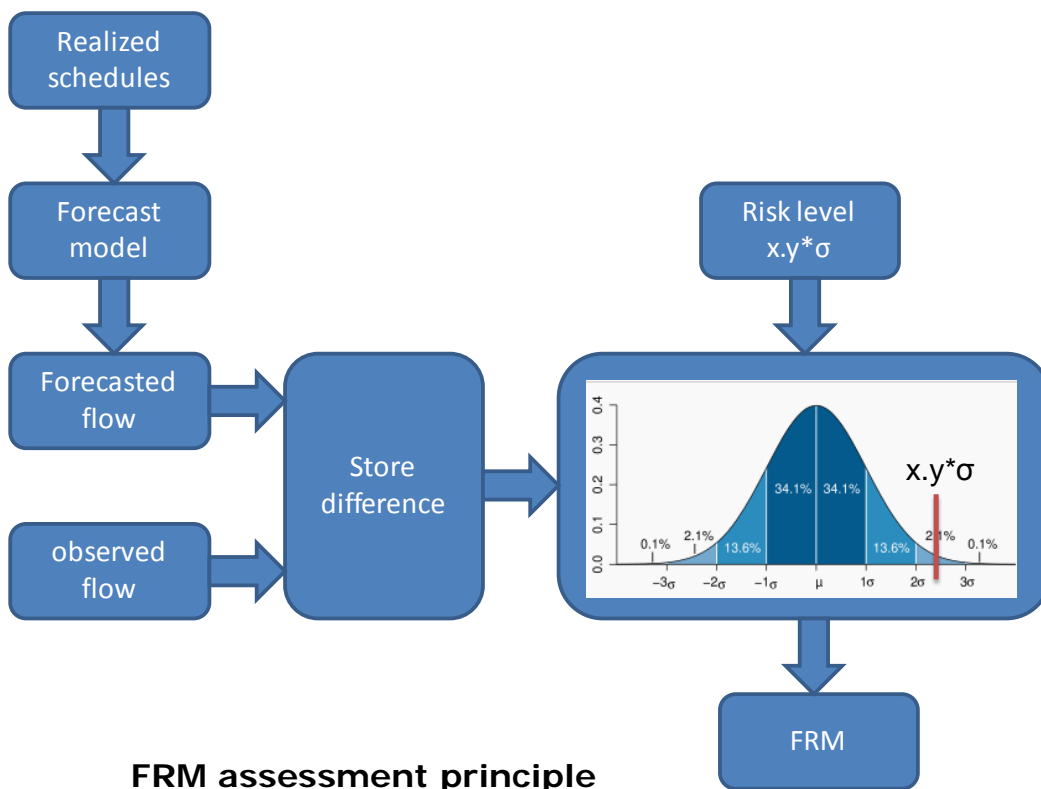 Realized
schedules
Forecast
model
Forecasted
flow
observed
flow
Store
difference
Risk level
x.y*σ
0.4
0.3
0.2
0.1
0.0
0.1%
2.1%
13.6%
34.1%
34.1%
13.6%
2.1%
0.1%
x.y*σ
−3σ
−2σ
−1σ
μ
1σ
2σ
3σ
FRM
FRM assessment principle